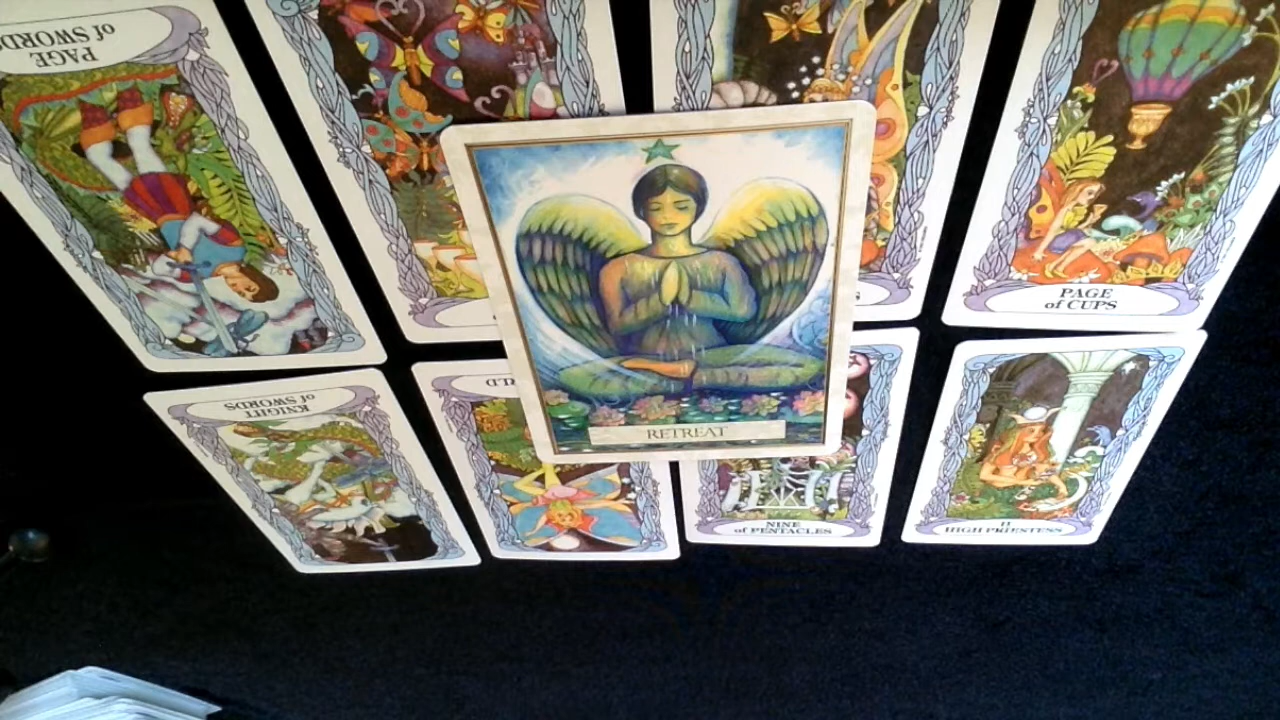 PAGE
of SWORDS
PAGE
of CUPS
KNIGHT
of SWORDS
RETREAT
NINE
of PENTACLES
II
HIGH PRIESTESS